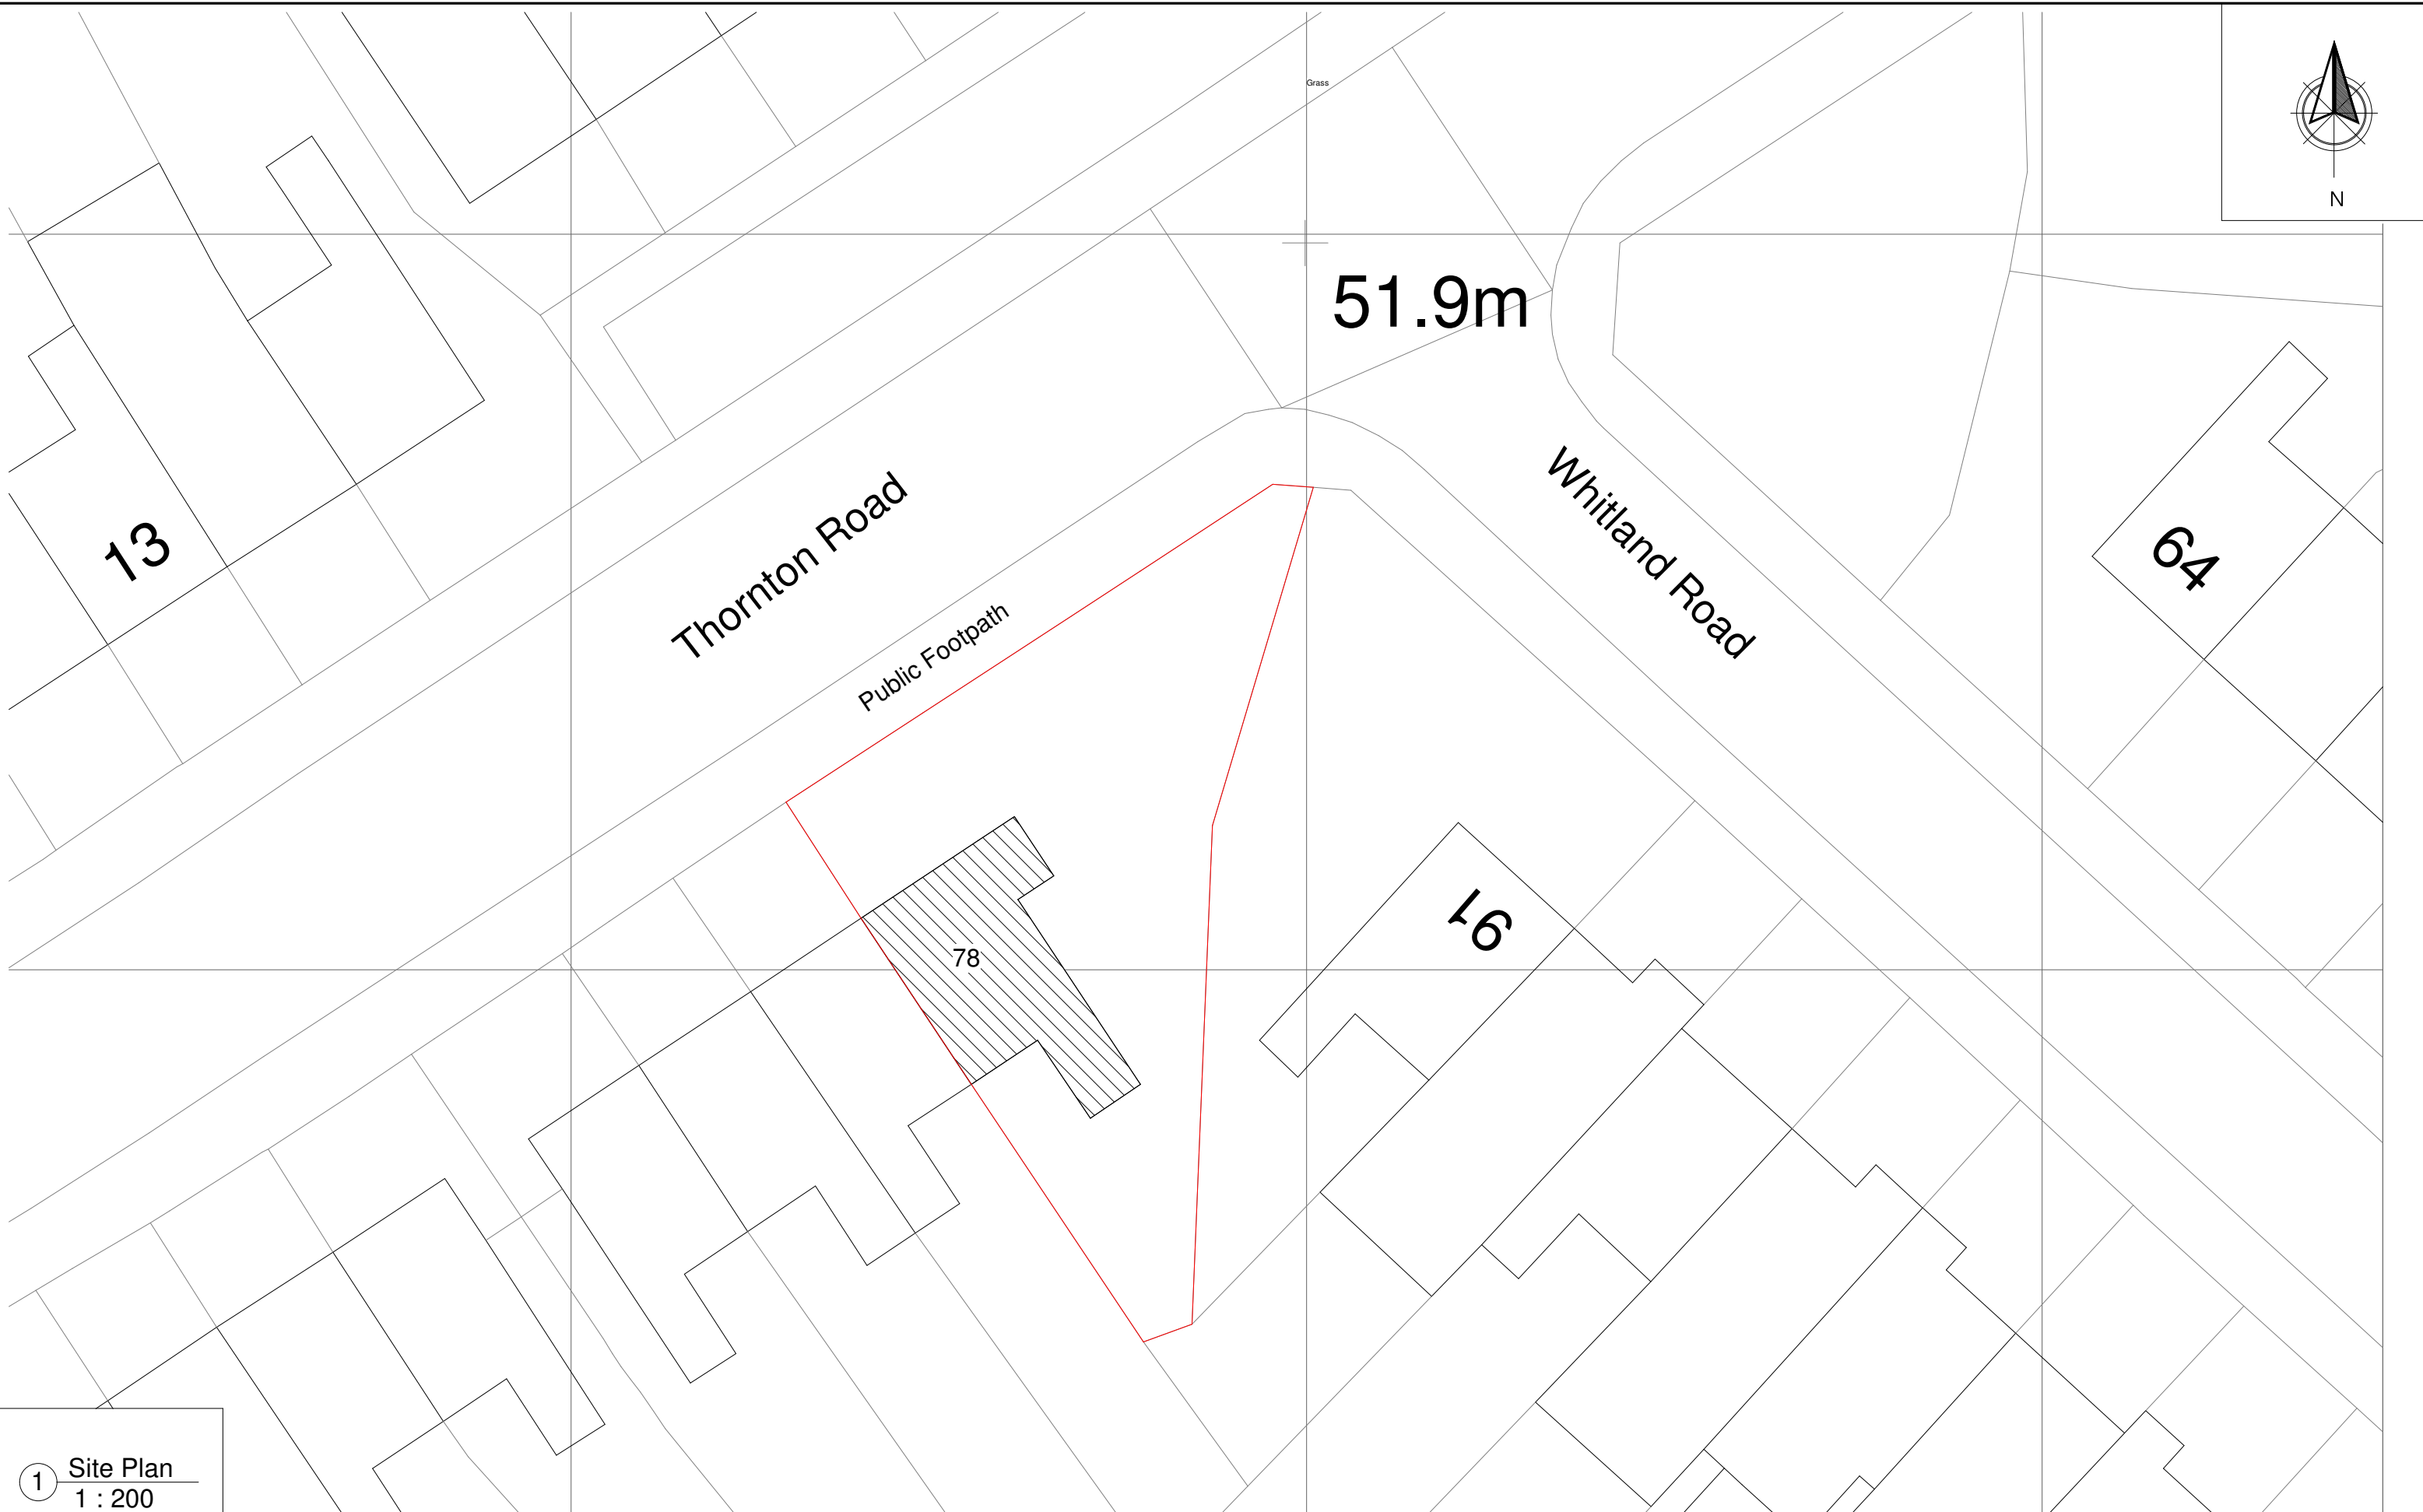 Grass
N
51.9m
13
Thornton Road
Whitland Road
64
Public Footpath
91
78
1 Site Plan
1 : 200